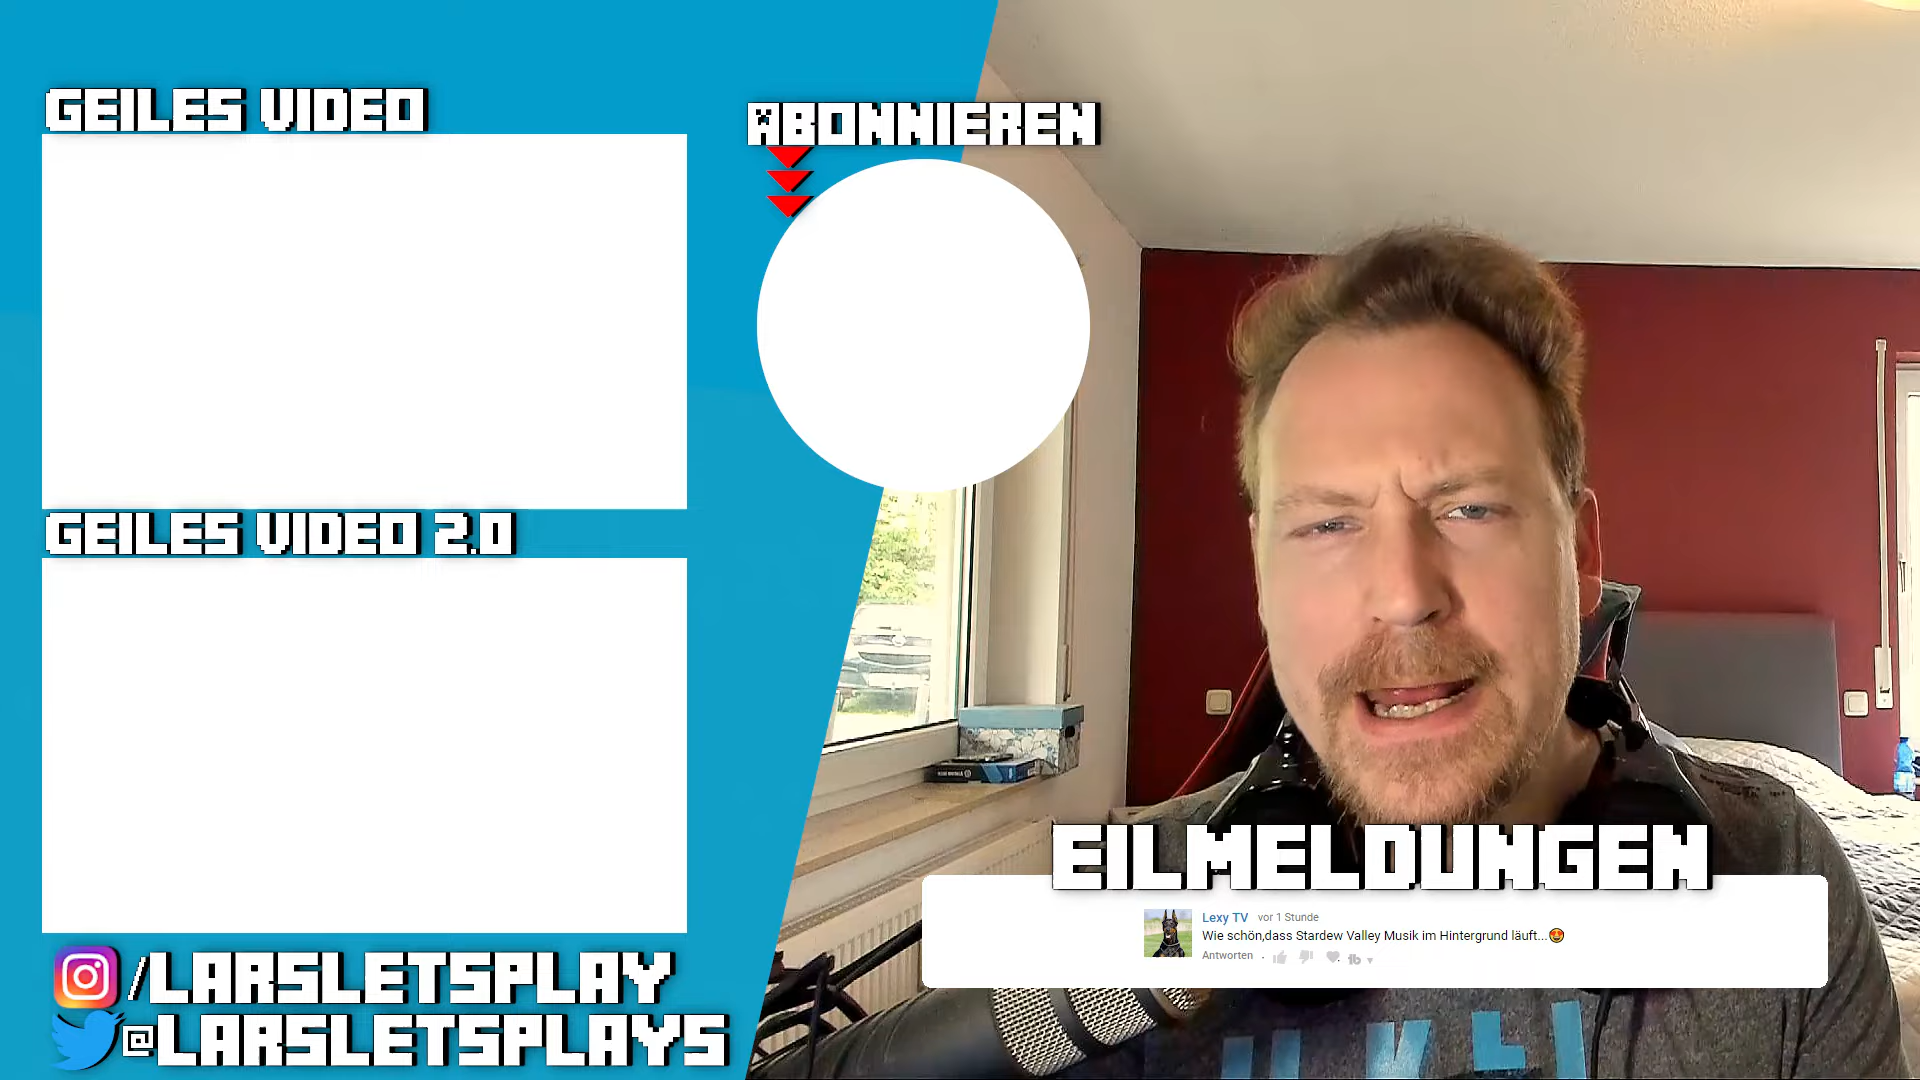 GEILES VIDEO
ABONNIEREN
GEILES VIDEO 2.0
EILMELDUNGEN
Lexy TV vor 1 Stunde
Wie schön,dass Stardew Valley Musik im Hintergrund läuft...😍
Antworten
/LARSLETSPLAY
@LARSLETSPLAYS